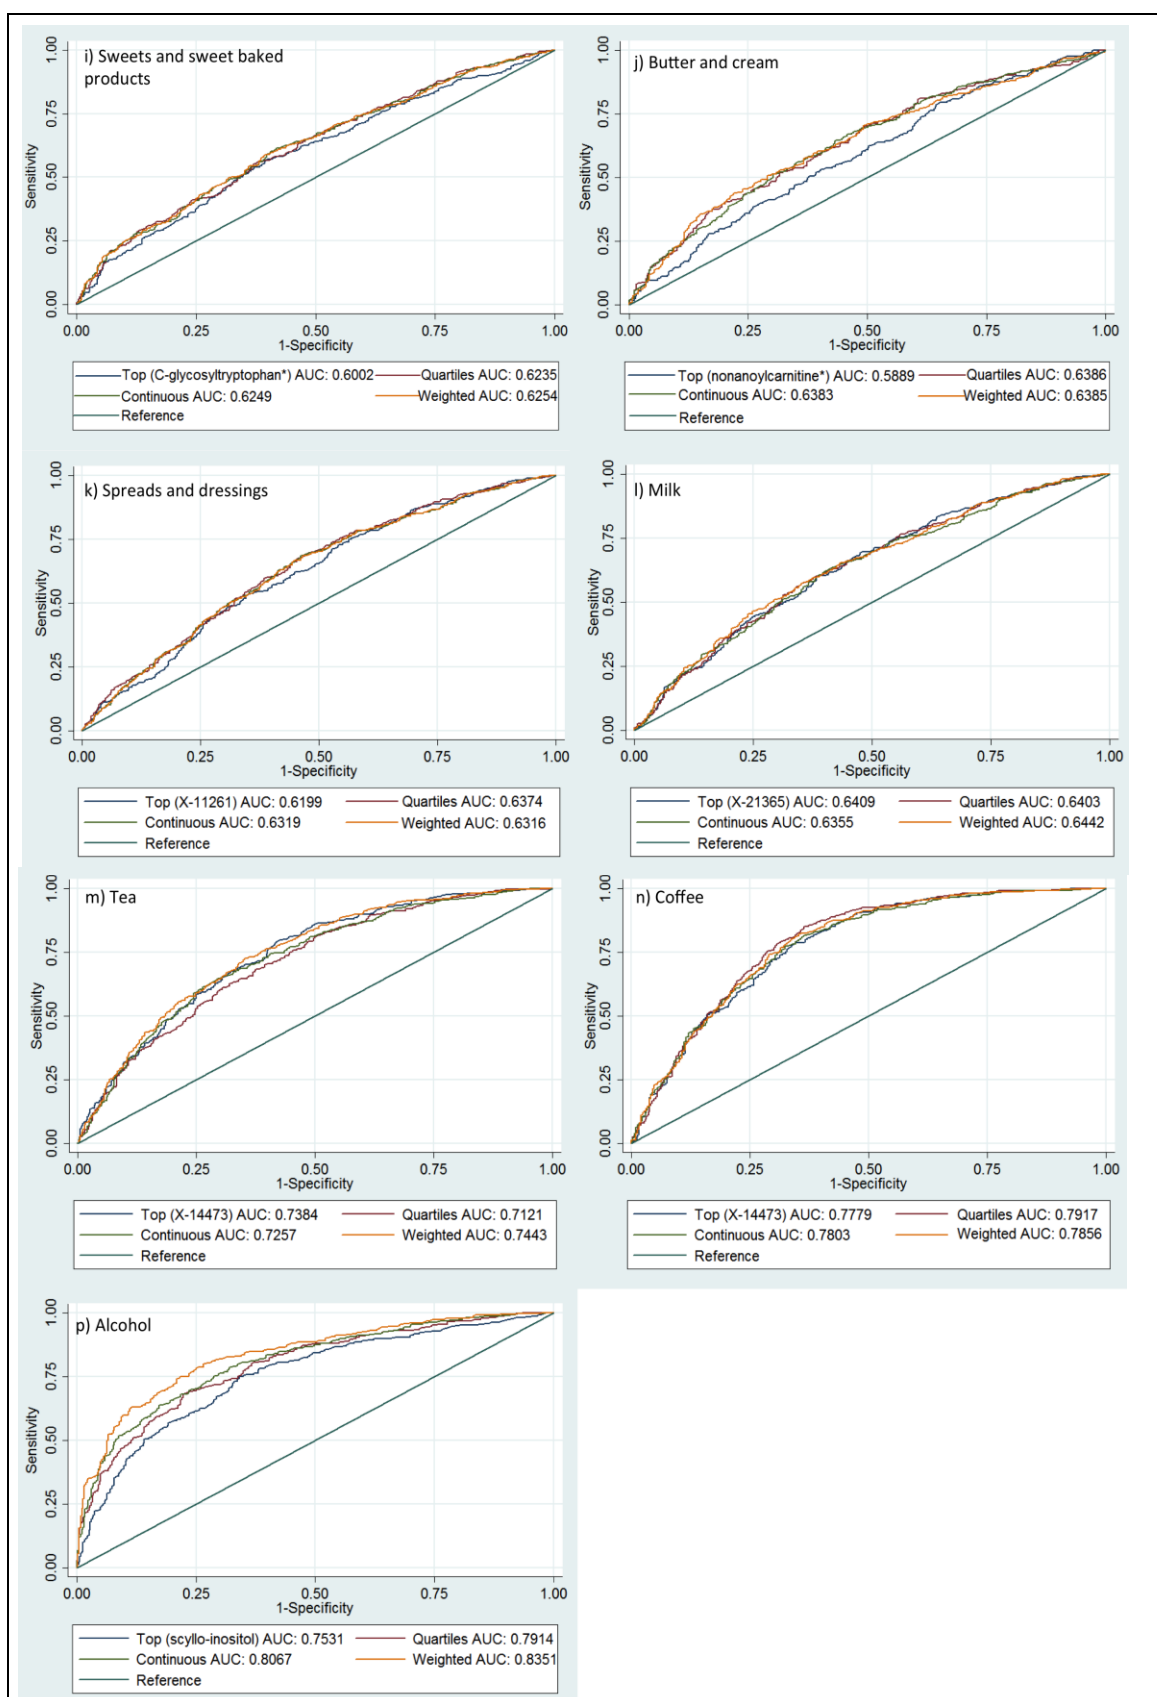 i) Sweets and sweet baked
products
Sensitivity
1.00
0.75
0.50
0.25
0.00
0.00 0.25 0.50 0.75 1.00
1-Specificity
Top (C-glycosyltryptophan*) AUC: 0.6002 Quartiles AUC: 0.6235
Continuous AUC: 0.6249 Weighted AUC: 0.6254
Reference
j) Butter and cream
Sensitivity
1.00
0.75
0.50
0.25
0.00
0.00 0.25 0.50 0.75 1.00
1-Specificity
Top (nonanoylcarnitine*) AUC: 0.5889 Quartiles AUC: 0.6386
Continuous AUC: 0.6383 Weighted AUC: 0.6385
Reference
k) Spreads and dressings
Sensitivity
1.00
0.75
0.50
0.25
0.00
0.00 0.25 0.50 0.75 1.00
1-Specificity
Top (X-11261) AUC: 0.6199 Quartiles AUC: 0.6374
Continuous AUC: 0.6319 Weighted AUC: 0.6316
Reference
l) Milk
Sensitivity
1.00
0.75
0.50
0.25
0.00
0.00 0.25 0.50 0.75 1.00
1-Specificity
Top (X-21365) AUC: 0.6409 Quartiles AUC: 0.6403
Continuous AUC: 0.6355 Weighted AUC: 0.6442
Reference
m) Tea
Sensitivity
1.00
0.75
0.50
0.25
0.00
0.00 0.25 0.50 0.75 1.00
1-Specificity
Top (X-14473) AUC: 0.7384 Quartiles AUC: 0.7121
Continuous AUC: 0.7257 Weighted AUC: 0.7443
Reference
n) Coffee
Sensitivity
1.00
0.75
0.50
0.25
0.00
0.00 0.25 0.50 0.75 1.00
1-Specificity
Top (X-14473) AUC: 0.7779 Quartiles AUC: 0.7917
Continuous AUC: 0.7803 Weighted AUC: 0.7856
Reference
p) Alcohol
Sensitivity
1.00
0.75
0.50
0.25
0.00
0.00 0.25 0.50 0.75 1.00
1-Specificity
Top (scyllo-inositol) AUC: 0.7531 Quartiles AUC: 0.7914
Continuous AUC: 0.8067 Weighted AUC: 0.8351
Reference